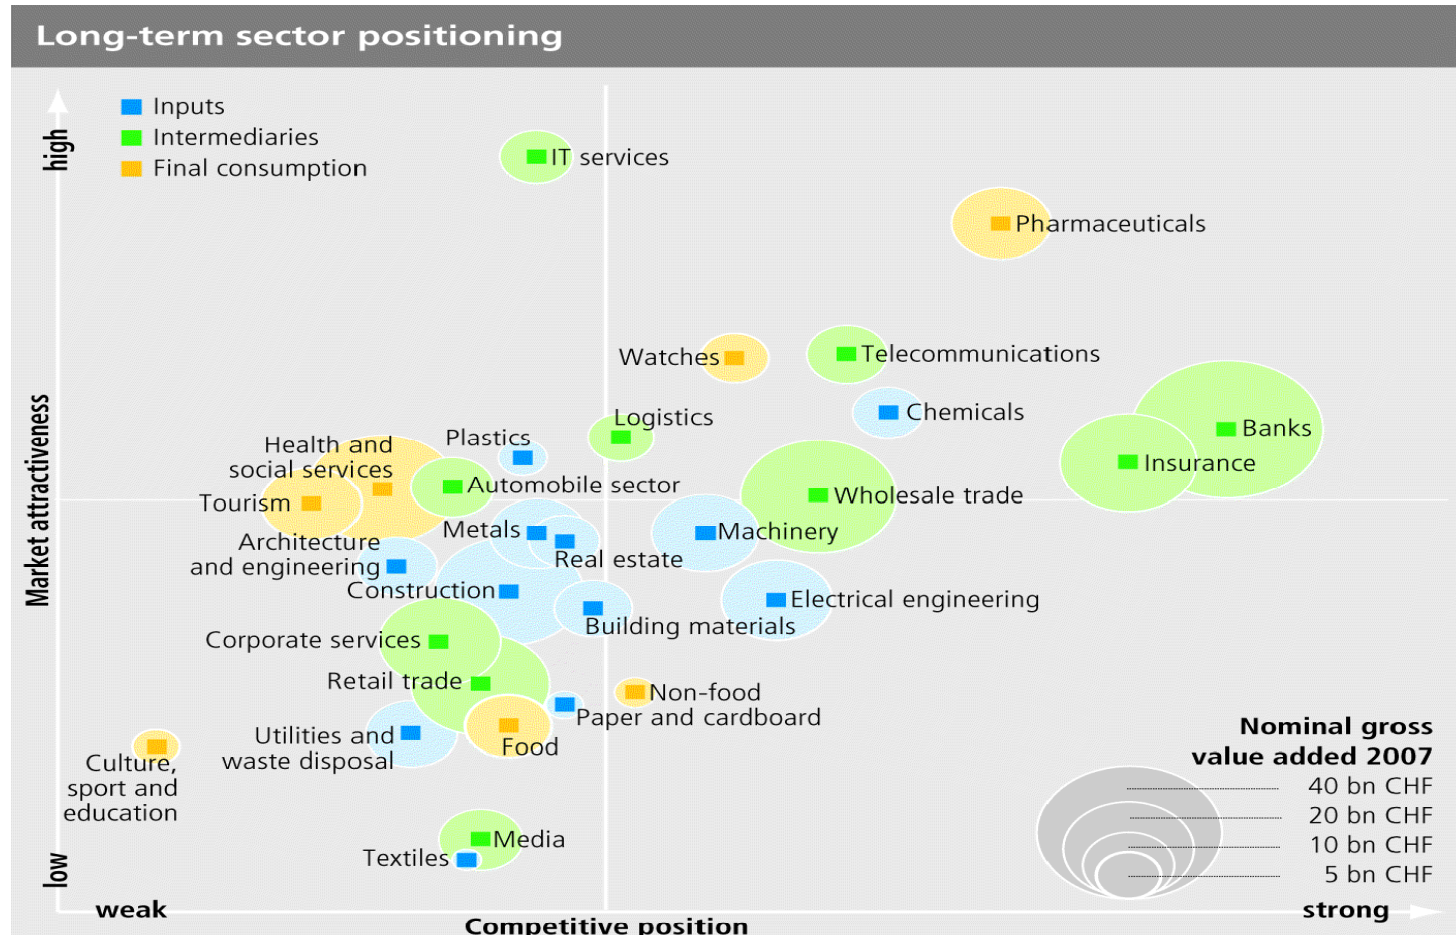 Long-term sector positioning
high
Inputs
Intermediaries
Final consumption
IT services
Pharmaceuticals
Watches
Telecommunications
Chemicals
Logistics
Banks
Insurance
Plastics
Health and
social services
Automobile sector
Tourism
Wholesale trade
Metals
Machinery
Real estate
Architecture
and engineering
Construction
Electrical engineering
Building materials
Corporate services
Retail trade
Non-food
Paper and cardboard
Utilities and
waste disposal
Food
Culture,
sport and
education
Media
Textiles
Market attractiveness
low
weak
Competitive position
strong
Nominal gross
value added 2007
40 bn CHF
20 bn CHF
10 bn CHF
5 bn CHF